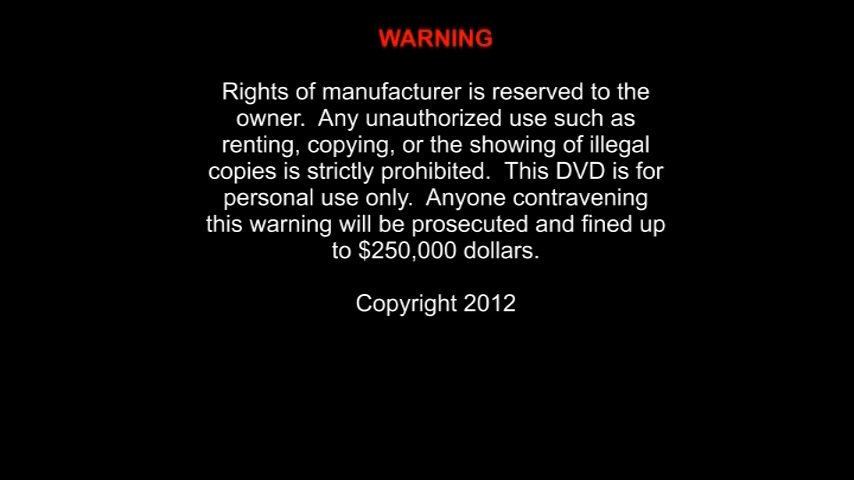 WARNING
Rights of manufacturer is reserved to the
owner.  Any unauthorized use such as
renting, copying, or the showing of illegal
copies is strictly prohibited.  This DVD is for
personal use only.  Anyone contravening
this warning will be prosecuted and fined up
to $250,000 dollars.
Copyright 2012